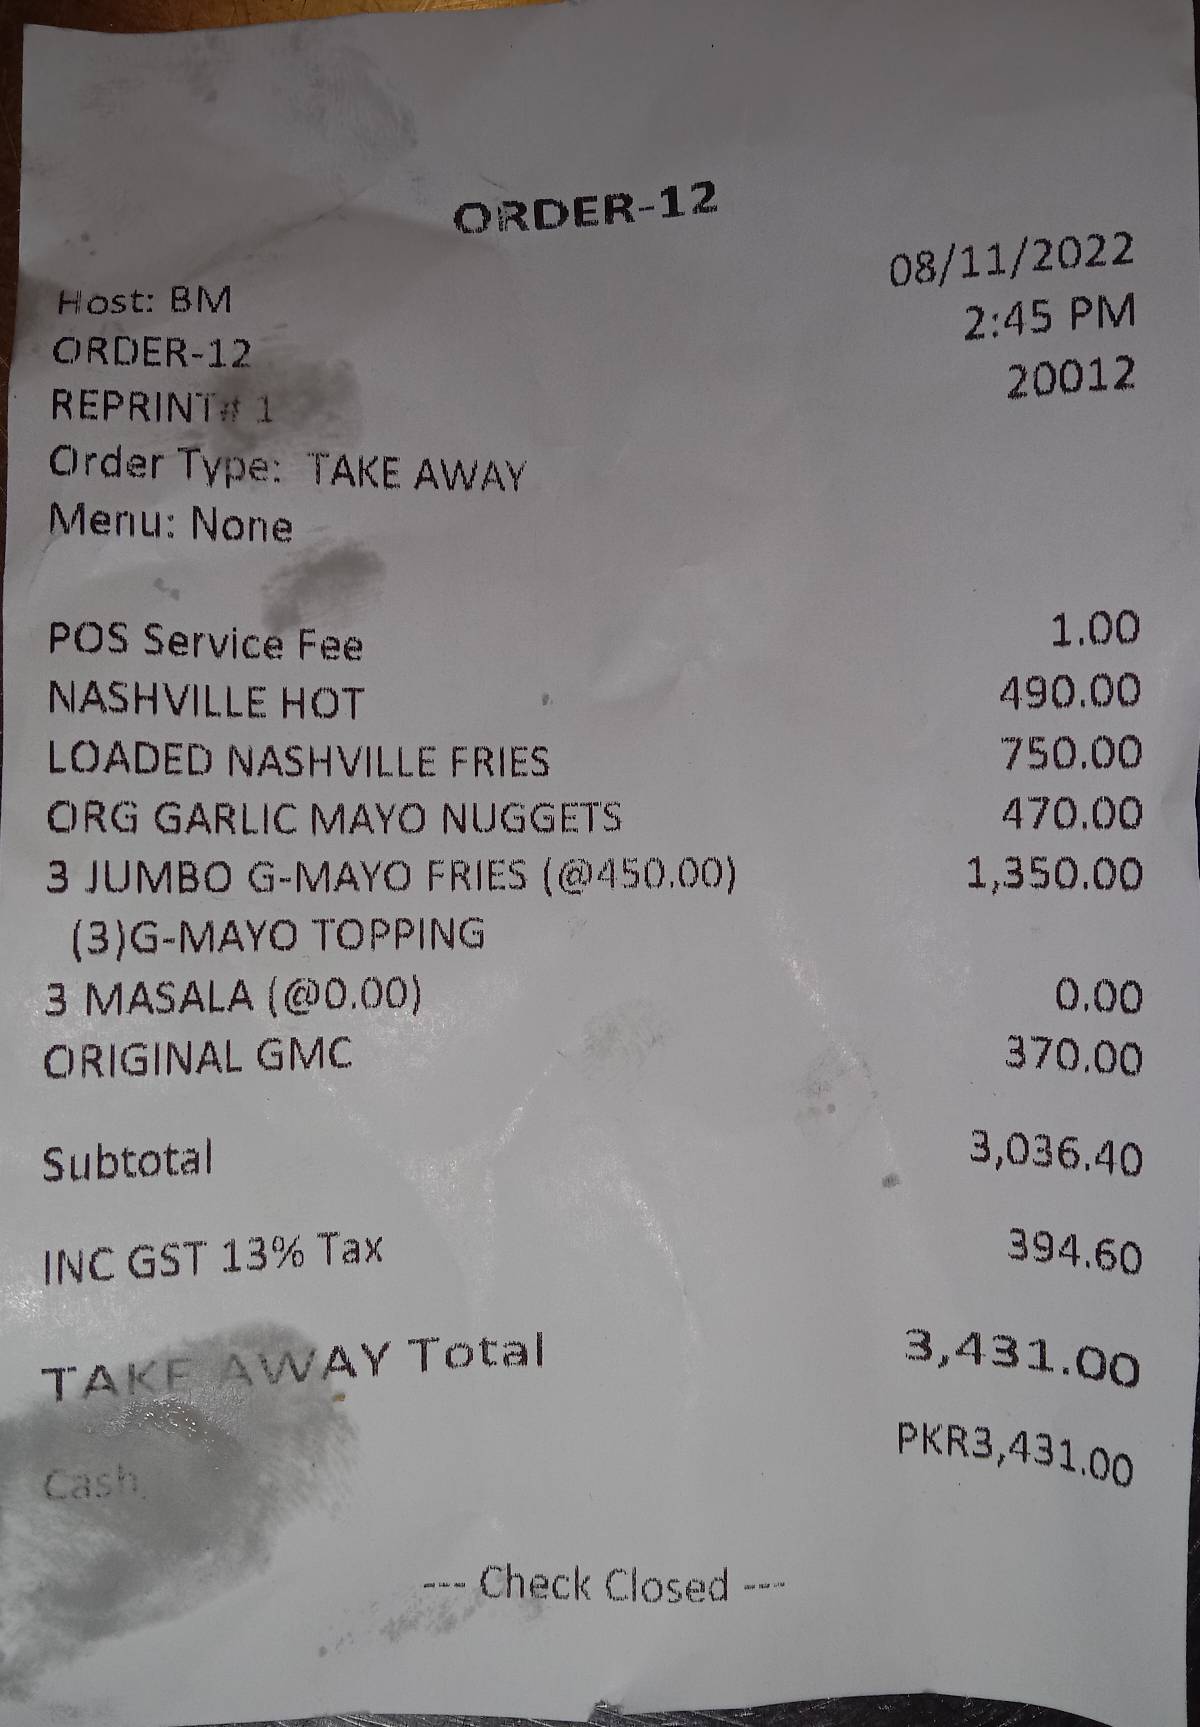 ORDER-12
08/11/2022
Host: BM
2:45 PM
ORDER-12
20012
REPRINT# 1
Order Type: TAKE AWAY
Menu: None
POS Service Fee 1.00
NASHVILLE HOT 490.00
LOADED NASHVILLE FRIES 750.00
ORG GARLIC MAYO NUGGETS 470.00
3 JUMBO G-MAYO FRIES (@450.00) 1,350.00
(3)G-MAYO TOPPING
3 MASALA (@0.00) 0.00
ORIGINAL GMC 370.00
Subtotal 3,036.40
INC GST 13% Tax 394.60
TAKE AWAY Total 3,431.00
Cash PKR3,431.00
--- Check Closed ---